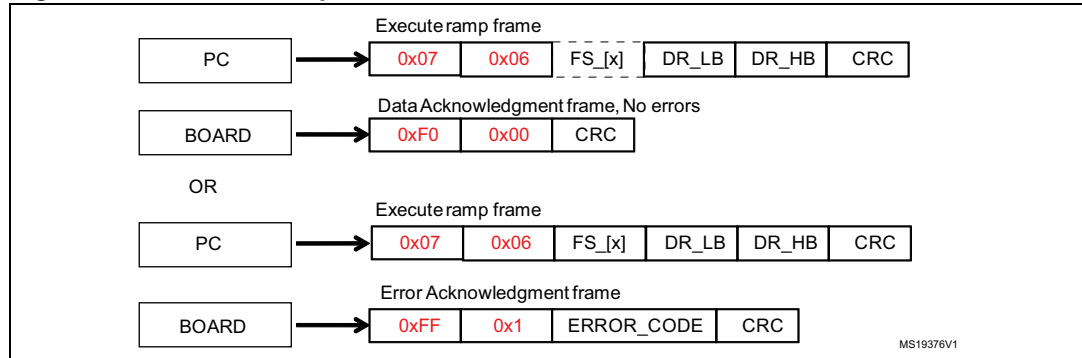 Execute ramp frame
PC 0x07 0x06 FS_[x] DR_LB DR_HB CRC
Data Acknowledgment frame, No errors
BOARD 0xF0 0x00 CRC
OR
Execute ramp frame
PC 0x07 0x06 FS_[x] DR_LB DR_HB CRC
Error Acknowledgment frame
BOARD 0xFF 0x1 ERROR_CODE CRC
MS19376V1